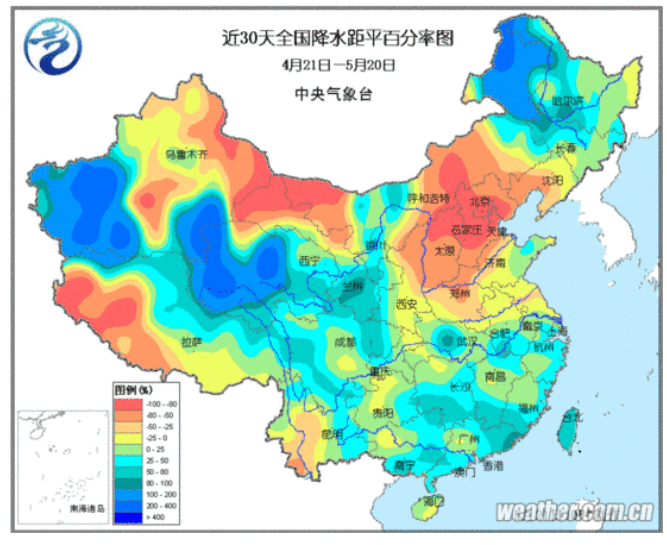 近30天全国降水距平百分率图
4月21日—5月20日
中央气象台
哈尔滨
长春
乌鲁木齐
沈阳
呼和浩特
北京
石家庄
天津
银川
太原
西宁
济南
兰州
郑州
西安
拉萨
成都
合肥
南京
上海
武汉
杭州
重庆
长沙
南昌
贵阳
福州
昆明
台北
广州
南宁
香港
澳门
海口
图例(%)
-100 -80
-80 -50
-50 -25
-25 0
0 25
25 50
50 80
80 100
100 200
200 400
> 400
南海诸岛
weather.com.cn